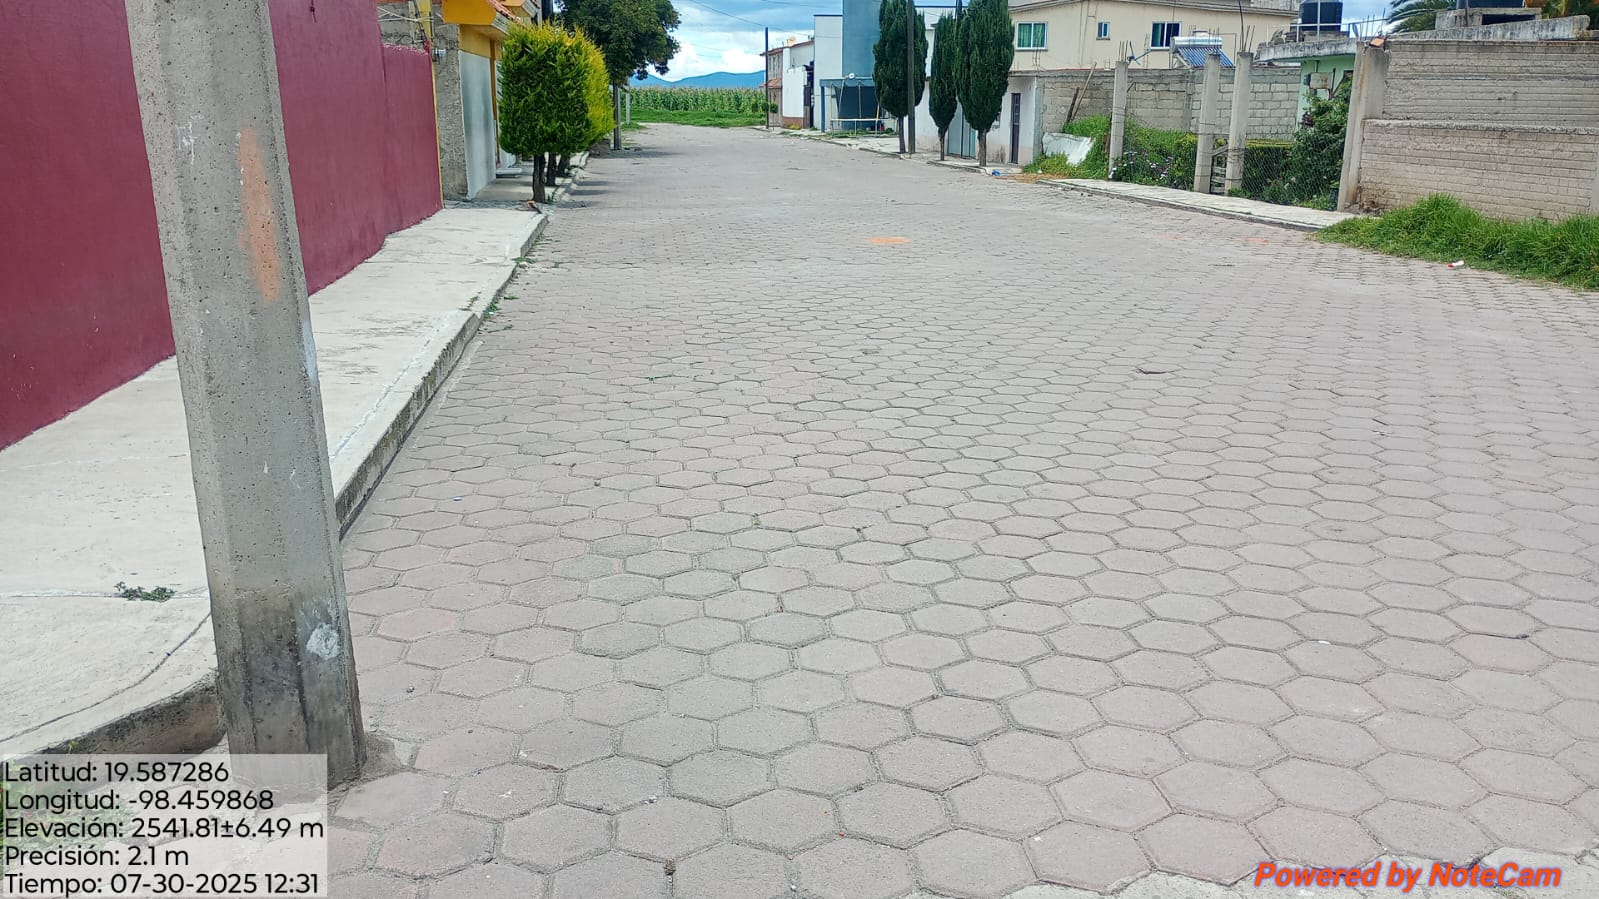 Latitud: 19.587286
Longitud: -98.459868
Elevación: 2541.81±6.49 m
Precisión: 2.1 m
Tiempo: 07-30-2025 12:31
Powered by NoteCam